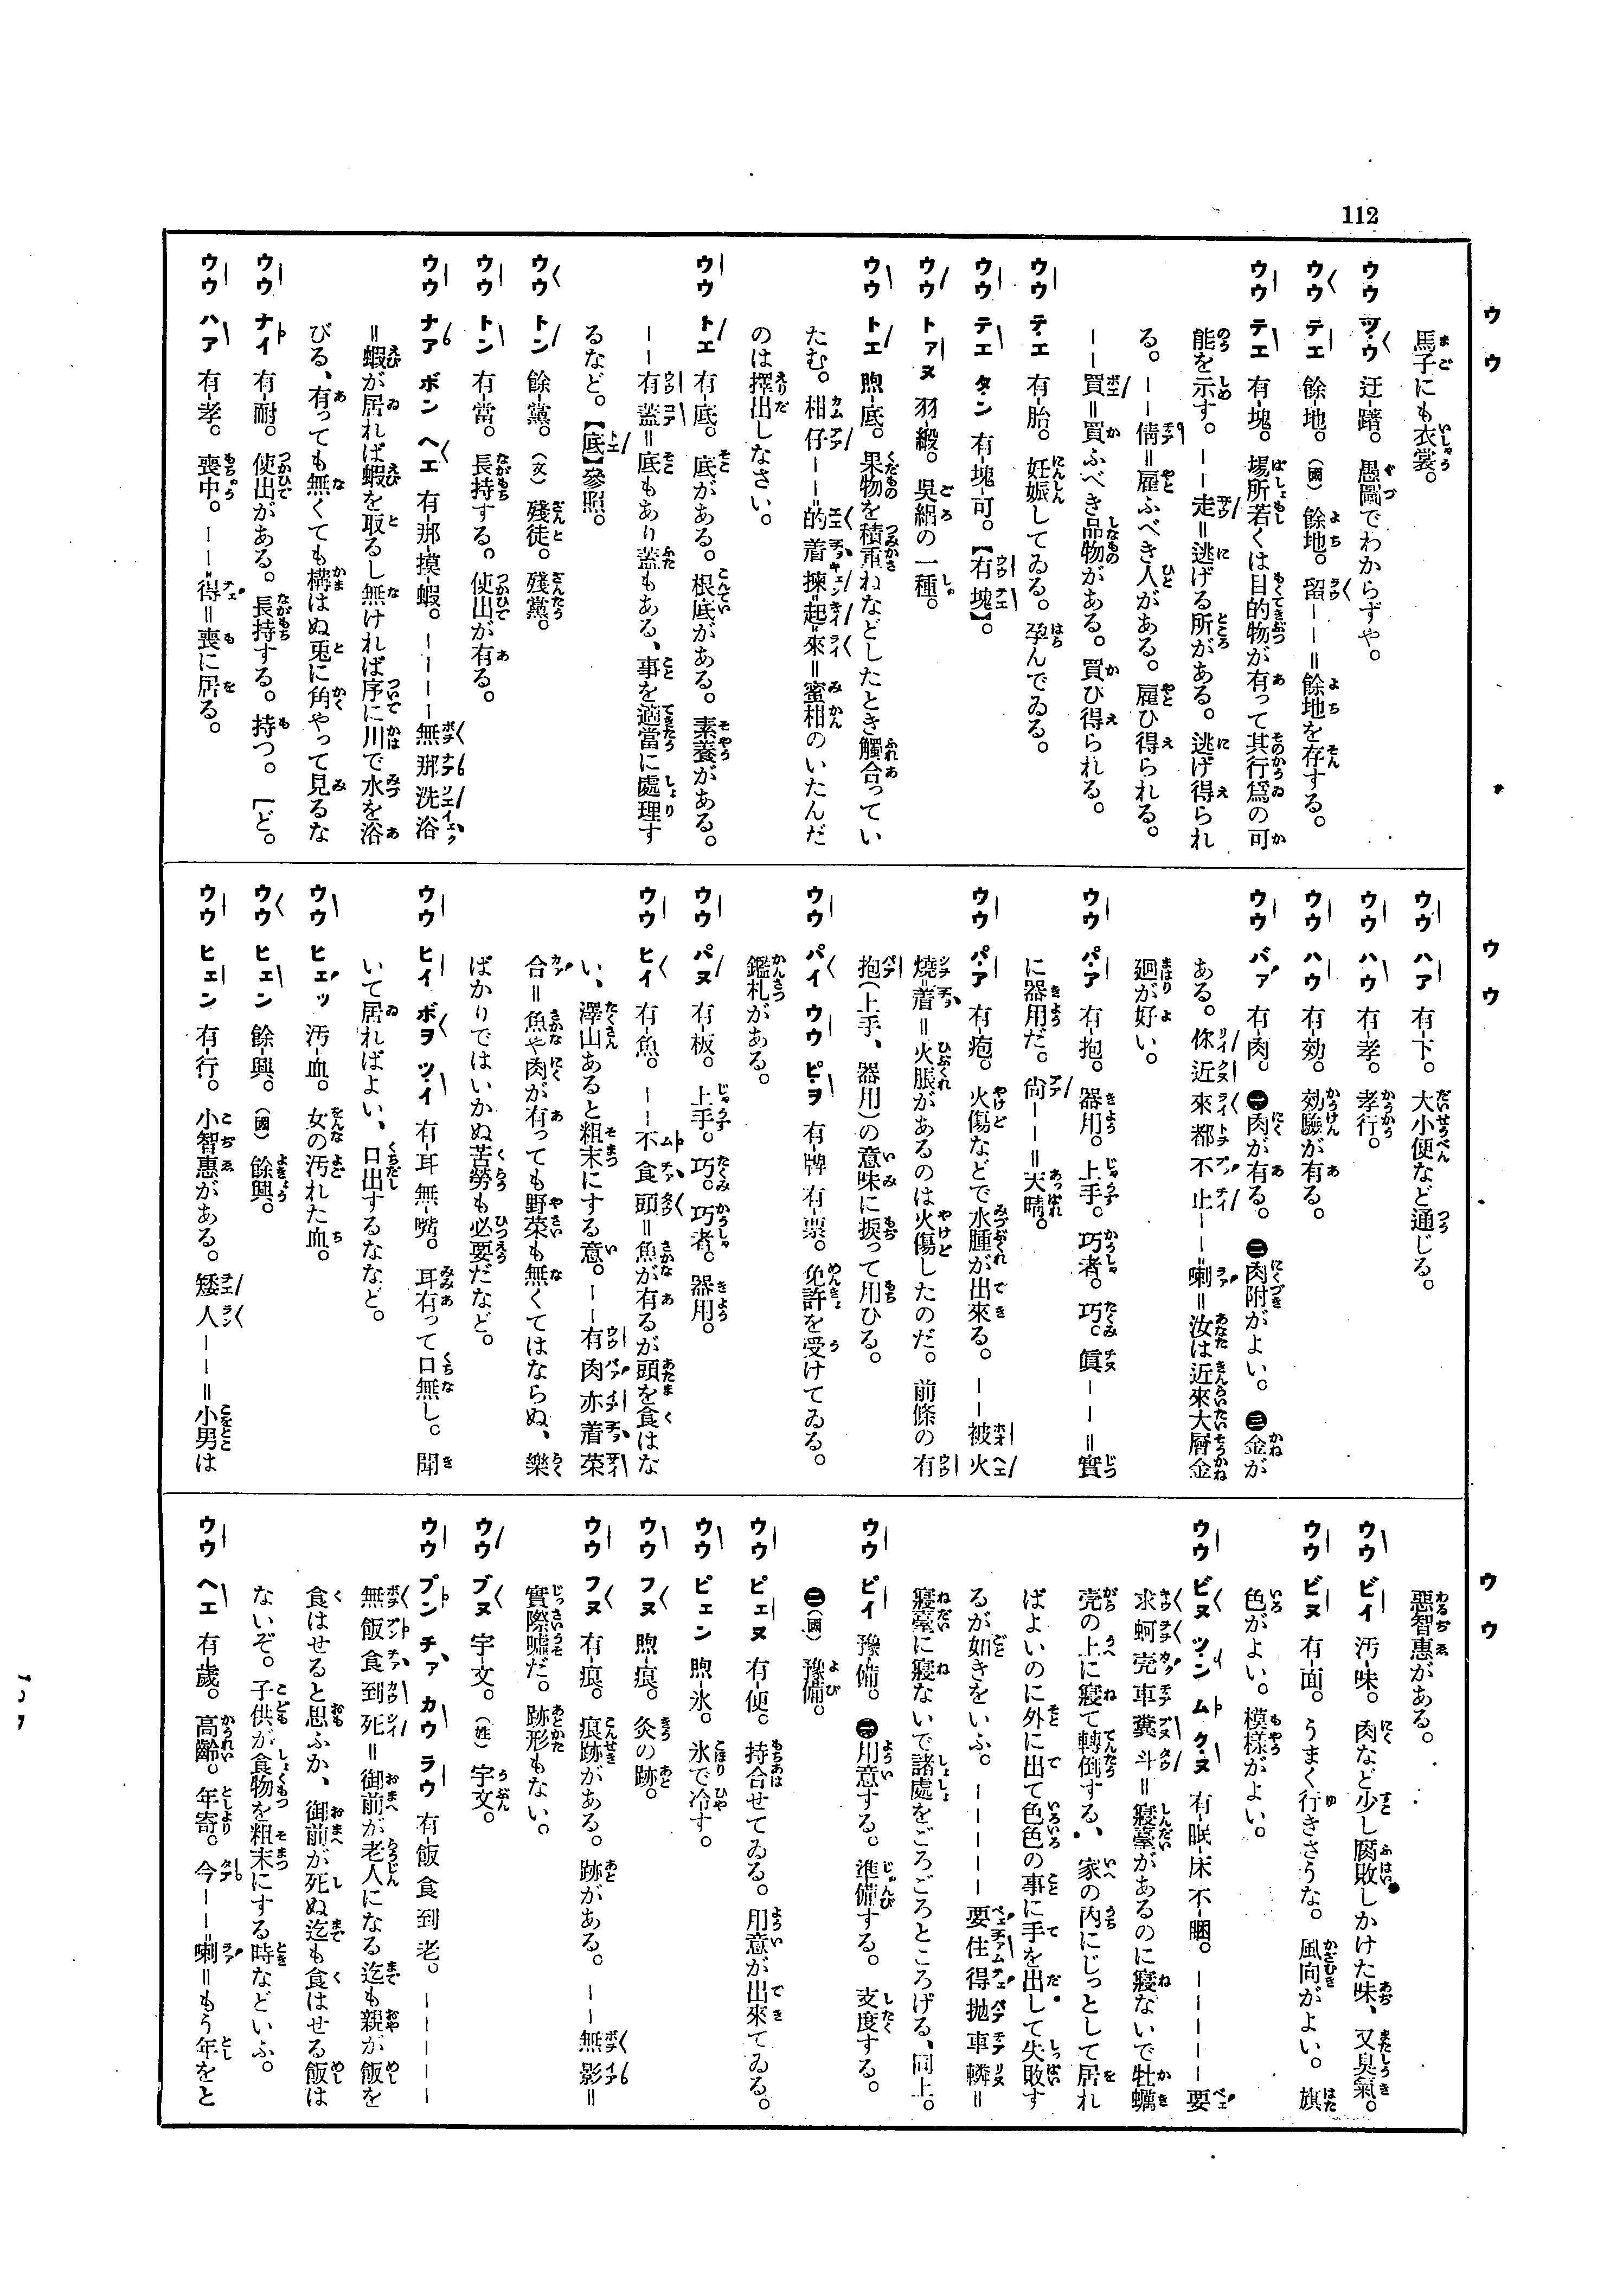 112
ウウ
馬子にも衣裳。
ウウ ツ・ウ 迂-躇。愚圖でわからずや。
ウウ テエ 餘-地。(國) 餘地。留――=餘地を存する。
ウウ テエ 有-塊。場所若くは目的物が有って其行爲の可
能を示す。――走=逃げる所がある。逃げ得られ
る。――倩=雇ふべき人がある。雇ひ得られる。
――買=買ふべき品物がある。買ひ得られる。
ウウ テ・エ 有-胎。妊娠してゐる。孕んでゐる。
ウウ テエ タ・ン 有-塊-可。【有塊】。
ウウ トァヌ 羽-緞。呉絽の一種。
ウウ トエ 煦-底。果物を積重ねなどしたとき觸合ってい
たむ。柑仔――=的着揀=起=來=蜜柑のいたんだ
のは擇出しなさい。
ウウ トエ 有-底。底がある。根底がある。素養がある。
――有蓋=底もあり蓋もある、事を適當に處理す
るなど。【底】參照。
ウウ トン 餘-黨。(文) 殘徒。殘黨。
ウウ トン 有-當。長持する。使出が有る。
ウウ ナア ボン ヘエ 有-那-摸-蝦。――――無那洗浴
=蝦が居れば蝦を取るし無ければ序に川で水を浴
びる、有っても無くても構はぬ兎に角やって見るな
ウウ ナイ 有-耐。使出がある。長持する。持つ。[ど。
ウウ ハア 有-孝。喪中。――=得=喪に居る。
ウウ
ウウ ハア 有-下。大小便など通じる。
ウウ ハウ 有-孝。孝行。
ウウ ハウ 有-効。効驗が有る。
ウウ バァ 有-肉。㊀肉が有る。㊁肉附がよい。㊂金が
ある。你近來都不止――=喇=汝は近來大層金
廻が好い。
ウウ パ・ア 有-抱。器用。上手。巧者。巧。眞――=實
に器用だ。尙――=天晴。
ウウ パ・ア 有-疱。火傷などで水腫が出來る。――被火
燒=着=火脹があるのは火傷したのだ。前條の有
抱(上手、器用)の意味に捩って用ひる。
ウウ パイ ウウ ピ・ヲ 有-牌有-票。免許を受けてゐる。
鑑札がある。
ウウ パヌ 有-板。上手。巧。巧者。器用。
ウウ ヒイ 有-魚。――不食頭=魚が有るが頭を食はな
い、澤山あると粗末にする意。――有肉亦着菜
合=魚や肉が有っても野菜も無くてはならぬ、樂
ばかりではいかぬ苦勞も必要だなど。
ウウ ヒイ ボヲ ツ・イ 有-耳無-嘴。耳有って口無し。聞
いて居ればよい、口出するななど。
ウウ ヒェッ 汚-血。女の汚れた血。
ウウ ヒェン 餘-興。(國) 餘興。
ウウ ヒェン 有-行。小智惠がある。矮人――=小男は
ウウ
惡智惠がある。
ウウ ビイ 汚-味。肉など少し腐敗しかけた味、又臭氣。
ウウ ビヌ 有-面。うまく行きさうな。風向がよい。旗
色がよい。模樣がよい。
ウウ ビヌ ツ・ン ム ク・ヌ 有-眠-床不-睏。―――――要
求蚵壳車糞斗=寢臺があるのに寢ないで牡蠣
壳の上に寢て轉倒する、家の内にじっとして居れ
ばよいのに外に出て色色の事に手を出して失敗す
るが如きをいふ。―――――要住得抛車轔=
寢臺に寢ないで諸處をごろごろところげる、同上。
ウウ ピイ 豫-備。㊀用意する。準備する。支度する。
㊁(國) 豫備。
ウウ ピェヌ 有-便。持合せてゐる。用意が出來てゐる。
ウウ ピェン 煦-氷。氷で冷す。
ウウ フヌ 煦-痕。灸の跡。
ウウ フヌ 有-痕。痕跡がある。跡がある。――無影=
實際嘘だ。跡形もない。
ウウ ブヌ 宇-文。(姓) 宇文。
ウウ プン チァ カウ ラウ 有-飯食到老。―――――
無飯食到死=御前が老人になる迄も親が飯を
食はせると思ふか、御前が死ぬ迄も食はせる飯は
ないぞ。子供が食物を粗末にする時などいふ。
ウウ ヘエ 有-歲。高齡。年寄。今――=喇=もう年をと